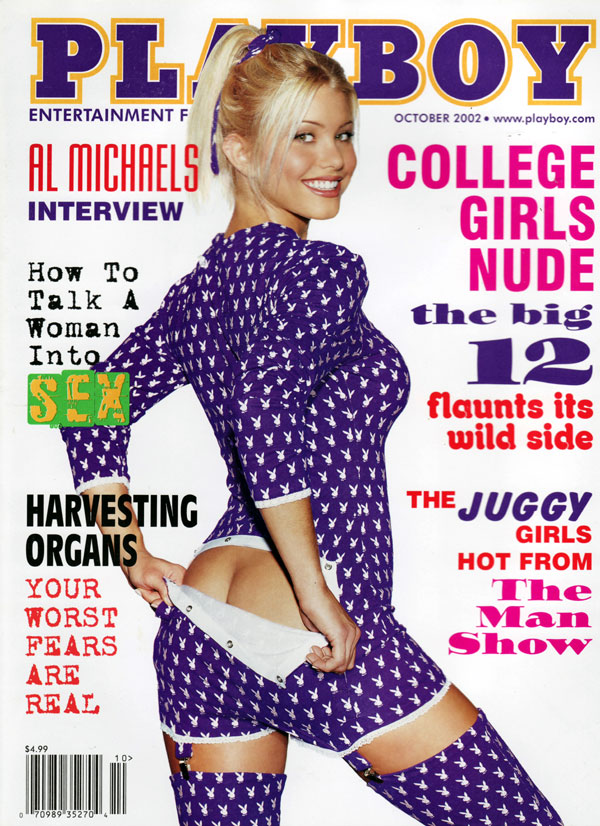 PLAYBOY
ENTERTAINMENT F
OCTOBER 2002 • www.playboy.com
AL MICHAELS
INTERVIEW
How To
Talk A
Woman
Into
SEX
HARVESTING
ORGANS
YOUR
WORST
FEARS
ARE
REAL
$4.99
10>
0 70989 35270 4
COLLEGE
GIRLS
NUDE
the big
12
flaunts its
wild side
THE JUGGY
GIRLS
HOT FROM
The
Man
Show